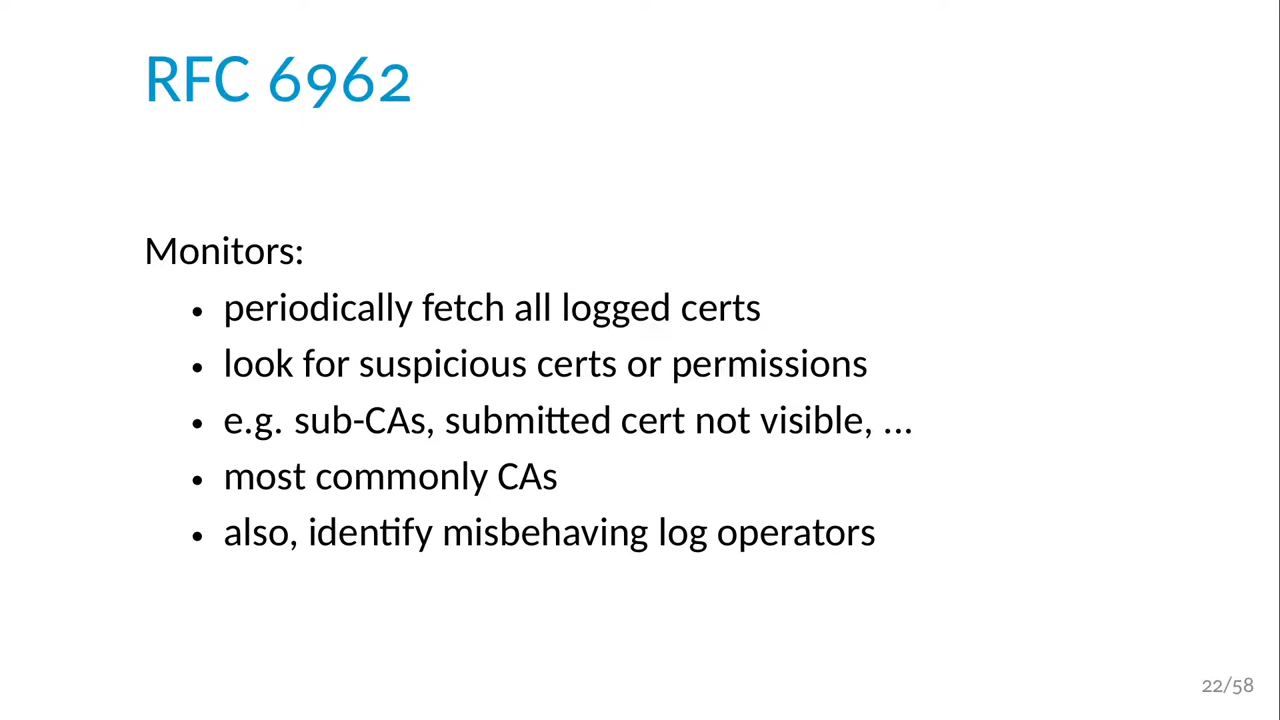 RFC 6962
Monitors:
• periodically fetch all logged certs
• look for suspicious certs or permissions
• e.g. sub-CAs, submitted cert not visible, ...
• most commonly CAs
• also, identify misbehaving log operators
22/58